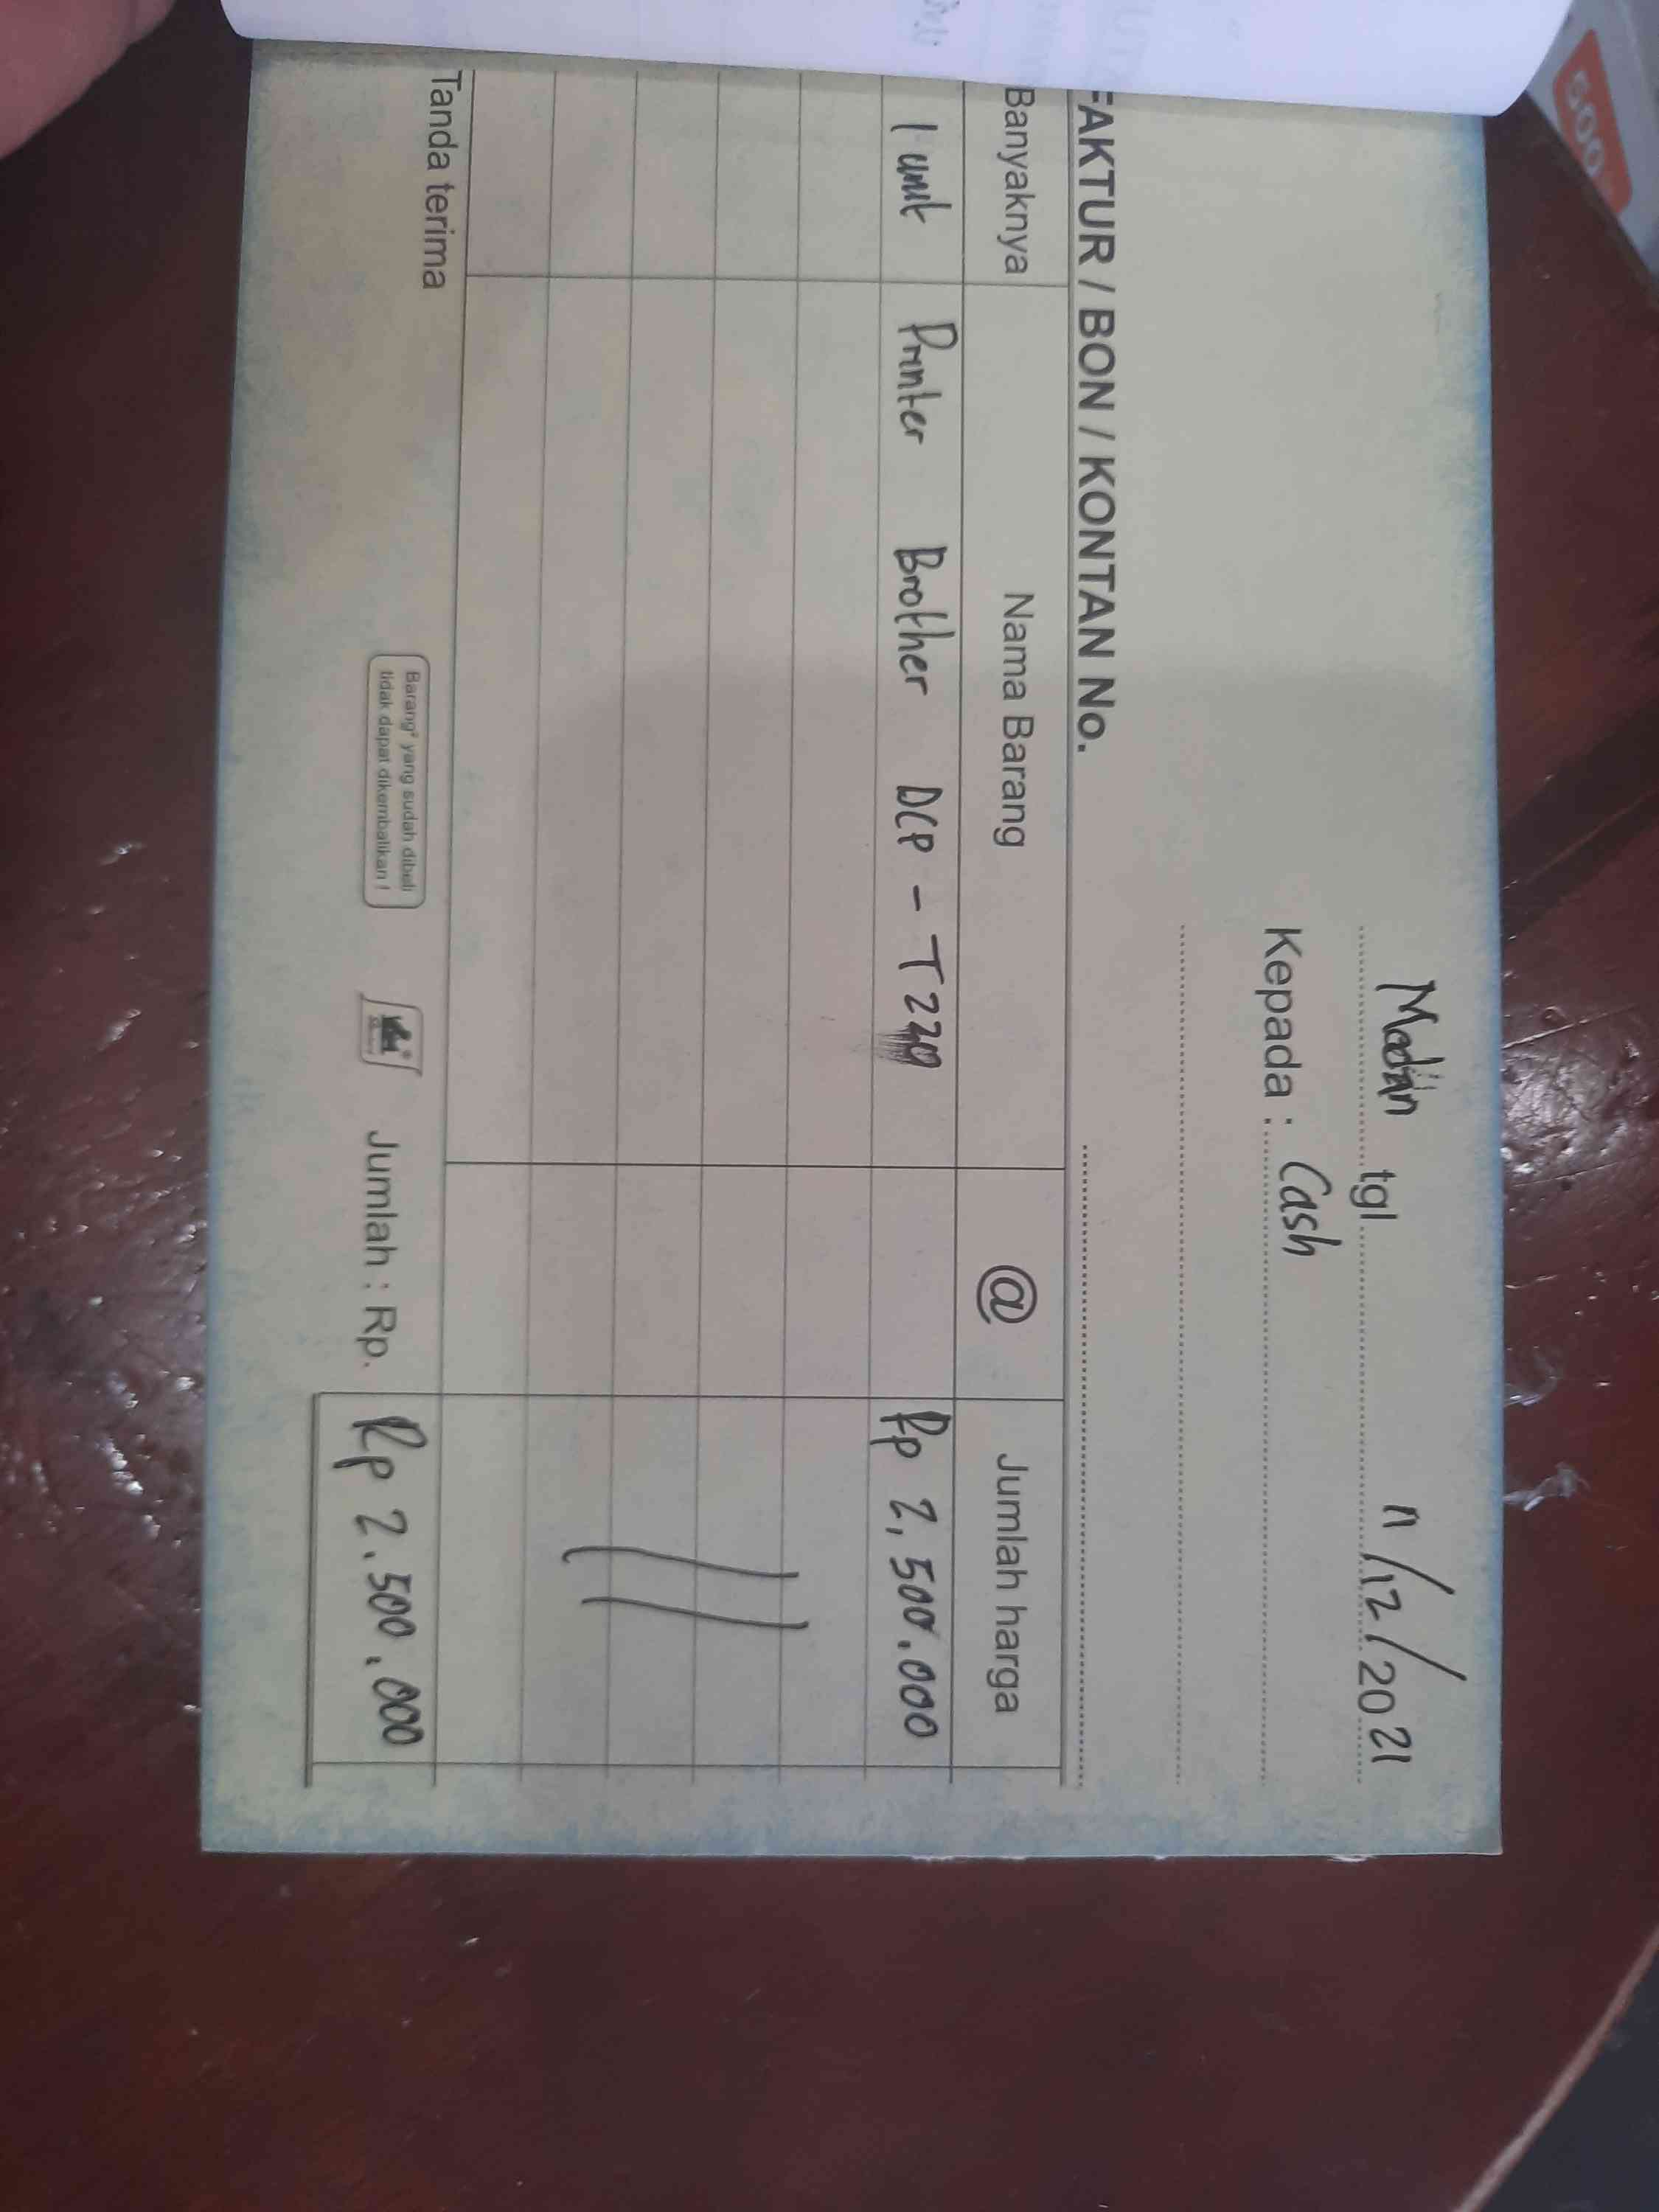 Medan tgl. 11/12/2021
Kepada : Cash
FAKTUR / BON / KONTAN No.
Banyaknya Nama Barang @ Jumlah harga
1 unit Printer Brother DCP - T220 Rp 2.500.000
Tanda terima
Barang² yang sudah dibeli
tidak dapat dikembalikan !
Jumlah : Rp. Rp 2.500.000